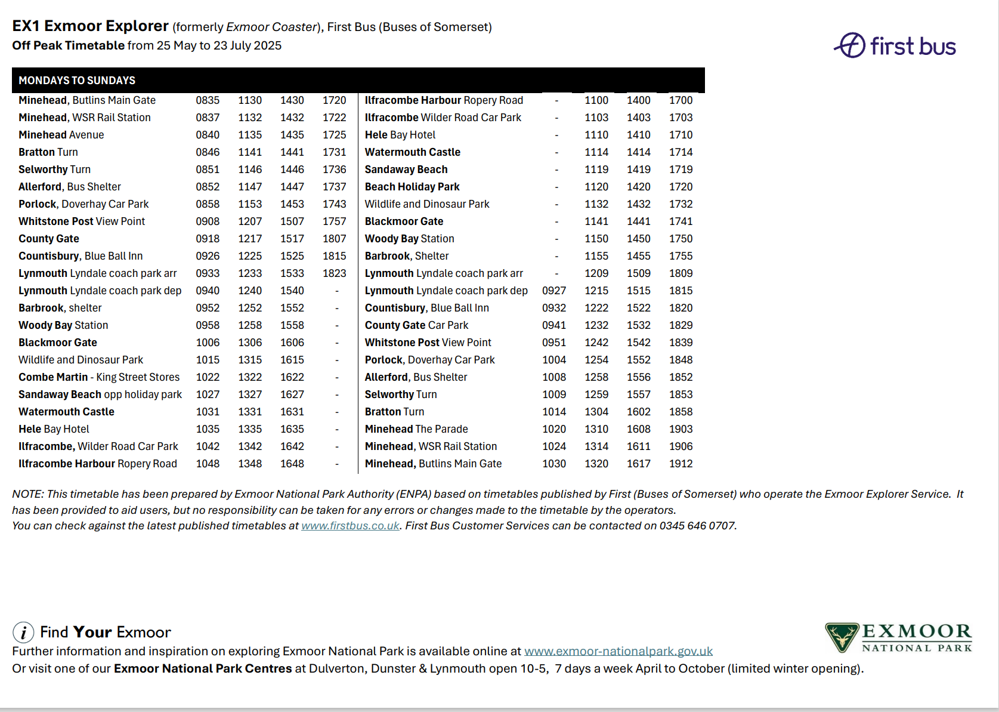 EX1 Exmoor Explorer (formerly Exmoor Coaster), First Bus (Buses of Somerset)
Off Peak Timetable from 25 May to 23 July 2025
first bus
MONDAYS TO SUNDAYS
Minehead, Butlins Main Gate 0835 1130 1430 1720 Ilfracombe Harbour Ropery Road - 1100 1400 1700
Minehead, WSR Rail Station 0837 1132 1432 1722 Ilfracombe Wilder Road Car Park - 1103 1403 1703
Minehead Avenue 0840 1135 1435 1725 Hele Bay Hotel - 1110 1410 1710
Bratton Turn 0846 1141 1441 1731 Watermouth Castle - 1114 1414 1714
Selworthy Turn 0851 1146 1446 1736 Sandaway Beach - 1119 1419 1719
Allerford, Bus Shelter 0852 1147 1447 1737 Beach Holiday Park - 1120 1420 1720
Porlock, Doverhay Car Park 0858 1153 1453 1743 Wildlife and Dinosaur Park - 1132 1432 1732
Whitstone Post View Point 0908 1207 1507 1757 Blackmoor Gate - 1141 1441 1741
County Gate 0918 1217 1517 1807 Woody Bay Station - 1150 1450 1750
Countisbury, Blue Ball Inn 0926 1225 1525 1815 Barbrook, Shelter - 1155 1455 1755
Lynmouth Lyndale coach park arr 0933 1233 1533 1823 Lynmouth Lyndale coach park arr - 1209 1509 1809
Lynmouth Lyndale coach park dep 0940 1240 1540 - Lynmouth Lyndale coach park dep 0927 1215 1515 1815
Barbrook, shelter 0952 1252 1552 - Countisbury, Blue Ball Inn 0932 1222 1522 1820
Woody Bay Station 0958 1258 1558 - County Gate Car Park 0941 1232 1532 1829
Blackmoor Gate 1006 1306 1606 - Whitstone Post View Point 0951 1242 1542 1839
Wildlife and Dinosaur Park 1015 1315 1615 - Porlock, Doverhay Car Park 1004 1254 1552 1848
Combe Martin - King Street Stores 1022 1322 1622 - Allerford, Bus Shelter 1008 1258 1556 1852
Sandaway Beach opp holiday park 1027 1327 1627 - Selworthy Turn 1009 1259 1557 1853
Watermouth Castle 1031 1331 1631 - Bratton Turn 1014 1304 1602 1858
Hele Bay Hotel 1035 1335 1635 - Minehead The Parade 1020 1310 1608 1903
Ilfracombe, Wilder Road Car Park 1042 1342 1642 - Minehead, WSR Rail Station 1024 1314 1611 1906
Ilfracombe Harbour Ropery Road 1048 1348 1648 - Minehead, Butlins Main Gate 1030 1320 1617 1912
NOTE: This timetable has been prepared by Exmoor National Park Authority (ENPA) based on timetables published by First (Buses of Somerset) who operate the Exmoor Explorer Service. It
has been provided to aid users, but no responsibility can be taken for any errors or changes made to the timetable by the operators.
You can check against the latest published timetables at www.firstbus.co.uk. First Bus Customer Services can be contacted on 0345 646 0707.
i Find Your Exmoor
EXMOOR
NATIONAL PARK
Further information and inspiration on exploring Exmoor National Park is available online at www.exmoor-nationalpark.gov.uk
Or visit one of our Exmoor National Park Centres at Dulverton, Dunster & Lynmouth open 10-5, 7 days a week April to October (limited winter opening).